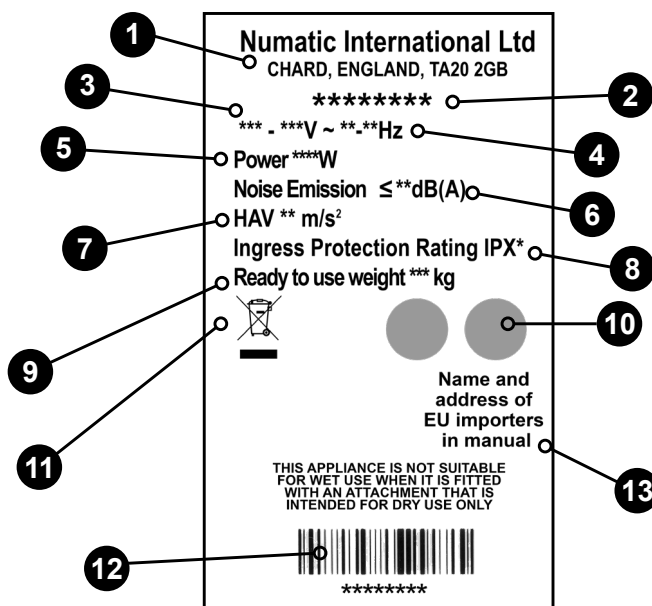 1
Numatic International Ltd
CHARD, ENGLAND, TA20 2GB
3
******** 2
*** - ***V ~ **-**Hz 4
5
Power ****W
Noise Emission ≤**dB(A) 6
7
HAV ** m/s²
Ingress Protection Rating IPX* 8
9
Ready to use weight *** kg
10
11
Name and
address of
EU importers
in manual
13
THIS APPLIANCE IS NOT SUITABLE
FOR WET USE WHEN IT IS FITTED
WITH AN ATTACHMENT THAT IS
INTENDED FOR DRY USE ONLY
12
********